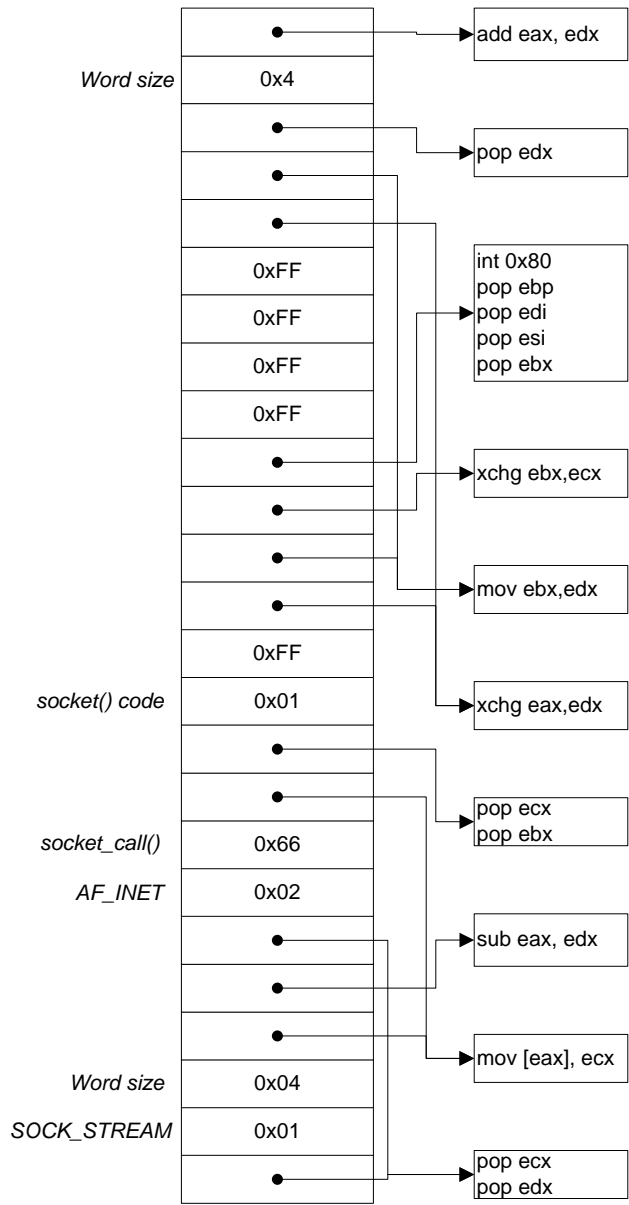 add eax, edx
Word size 0x4
pop edx
0xFF
int 0x80
pop ebp
pop edi
pop esi
pop ebx
0xFF
0xFF
0xFF
xchg ebx,ecx
mov ebx,edx
0xFF
socket() code 0x01
xchg eax,edx
pop ecx
pop ebx
socket_call() 0x66
AF_INET 0x02
sub eax, edx
mov [eax], ecx
Word size 0x04
SOCK_STREAM 0x01
pop ecx
pop edx